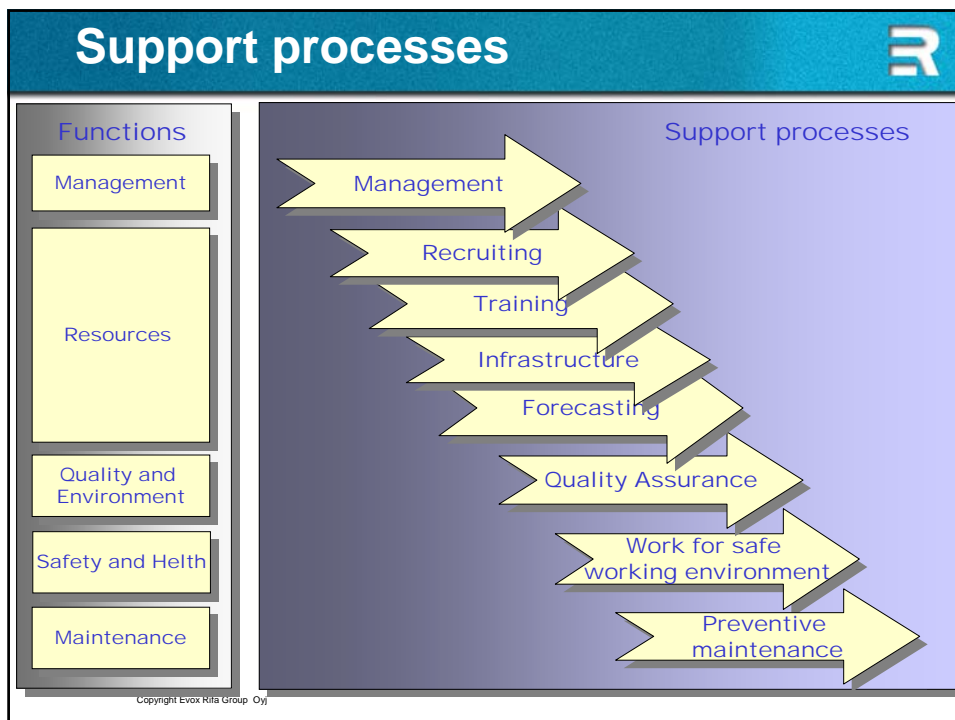 Support processes
Functions
Management
Resources
Quality and
Environment
Safety and Helth
Maintenance
Support processes
Management
Recruiting
Training
Infrastructure
Forecasting
Quality Assurance
Work for safe
working environment
Preventive
maintenance
Copyright Evox Rifa Group Oyj